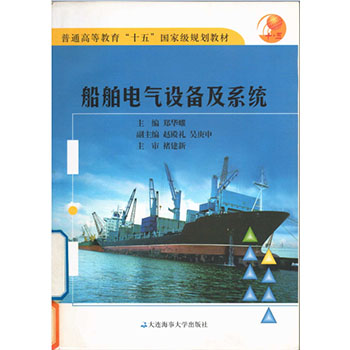 普通高等教育“十五”国家级规划教材
船舶电气设备及系统
主 编 郑华耀
副主编 赵殿礼 吴庚申
主 审 褚建新
大连海事大学出版社